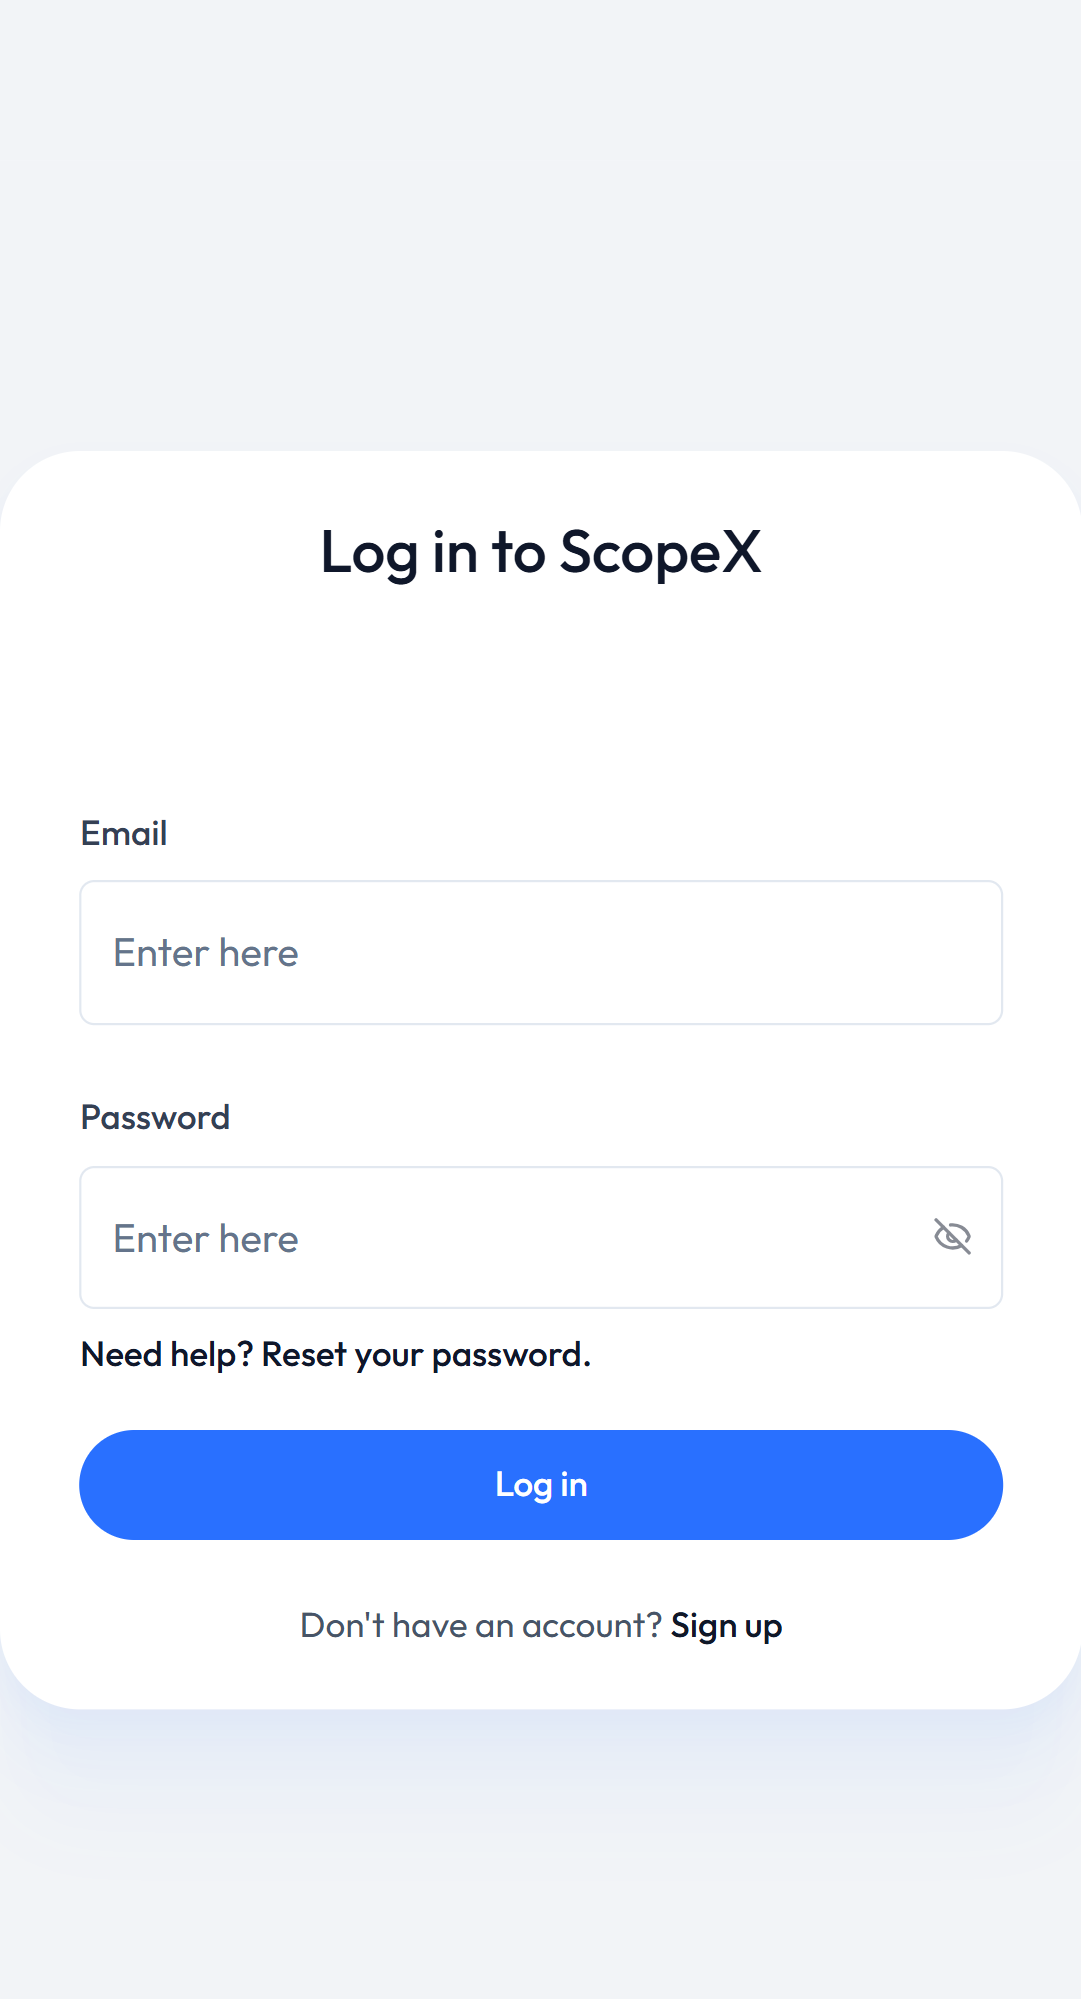 Log in to ScopeX
Email
Enter here
Password
Enter here
Need help? Reset your password.
Log in
Don't have an account? Sign up